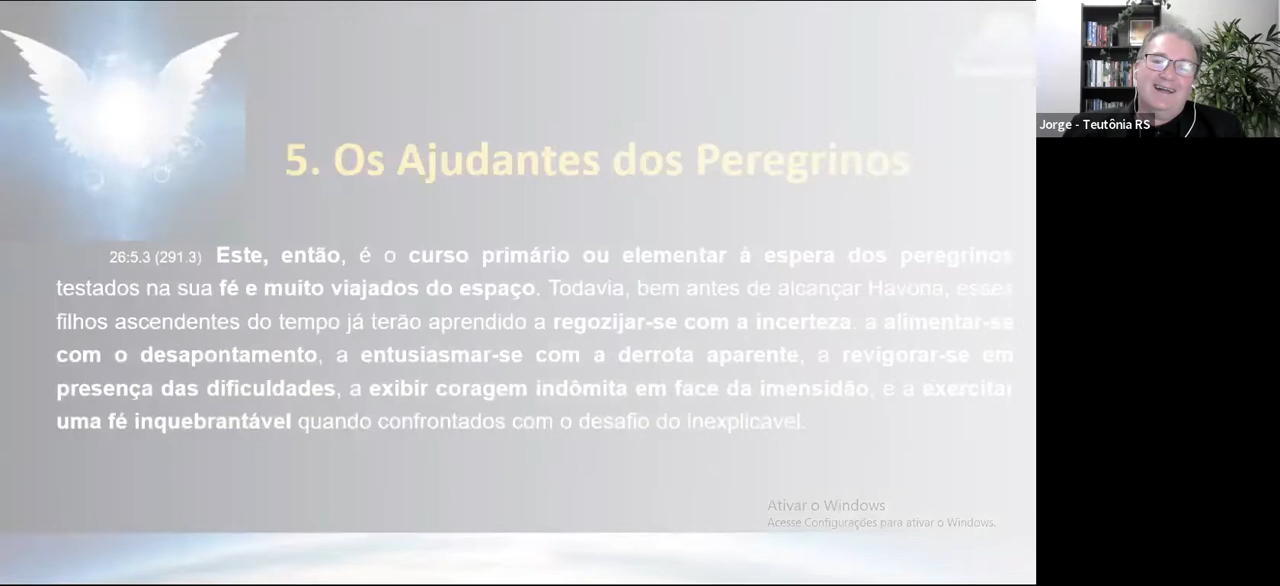 5. Os Ajudantes dos Peregrinos
26:5.3 (291.3) Este, então, é o curso primário ou elementar à espera dos peregrinos
testados na sua fé e muito viajados do espaço. Todavia, bem antes de alcançar Havona, esses
filhos ascendentes do tempo já terão aprendido a regozijar-se com a incerteza, a alimentar-se
com o desapontamento, a entusiasmar-se com a derrota aparente, a revigorar-se em
presença das dificuldades, a exibir coragem indômita em face da imensidão, e a exercitar
uma fé inquebrantável quando confrontados com o desafio do inexplicável.
Ativar o Windows
Acesse Configurações para ativar o Windows.
Jorge - Teutônia RS